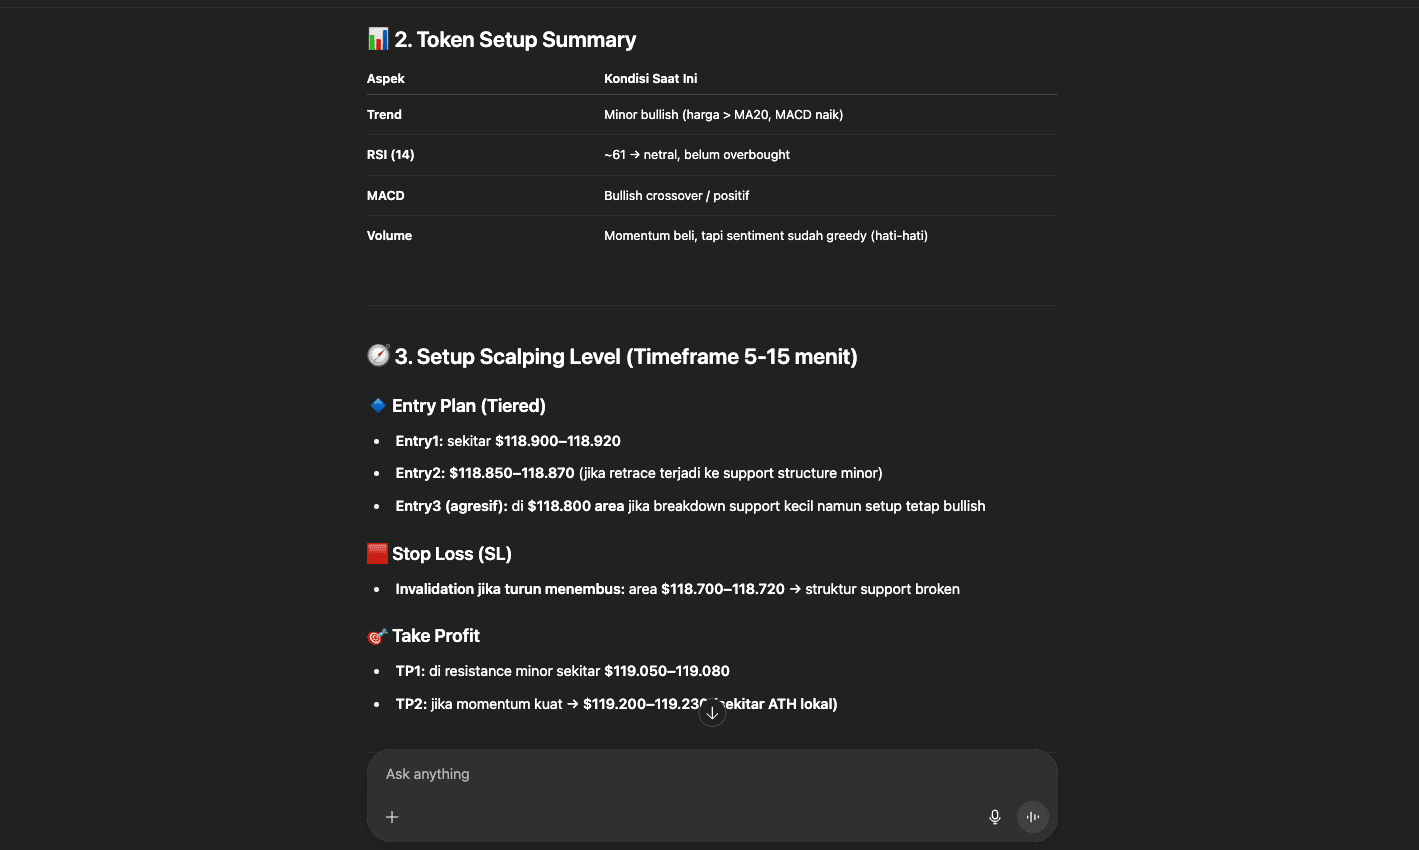 📊 2. Token Setup Summary
Aspek Kondisi Saat Ini
Trend Minor bullish (harga > MA20, MACD naik)
RSI (14) ~61 → netral, belum overbought
MACD Bullish crossover / positif
Volume Momentum beli, tapi sentiment sudah greedy (hati-hati)
🧭 3. Setup Scalping Level (Timeframe 5-15 menit)
🔹 Entry Plan (Tiered)
• Entry1: sekitar $118.900–118.920
• Entry2: $118.850–118.870 (jika retrace terjadi ke support structure minor)
• Entry3 (agresif): di $118.800 area jika breakdown support kecil namun setup tetap bullish
🟥 Stop Loss (SL)
• Invalidation jika turun menembus: area $118.700–118.720 → struktur support broken
🎯 Take Profit
• TP1: di resistance minor sekitar $119.050–119.080
• TP2: jika momentum kuat → $119.200–119.230 (sekitar ATH lokal)
Ask anything